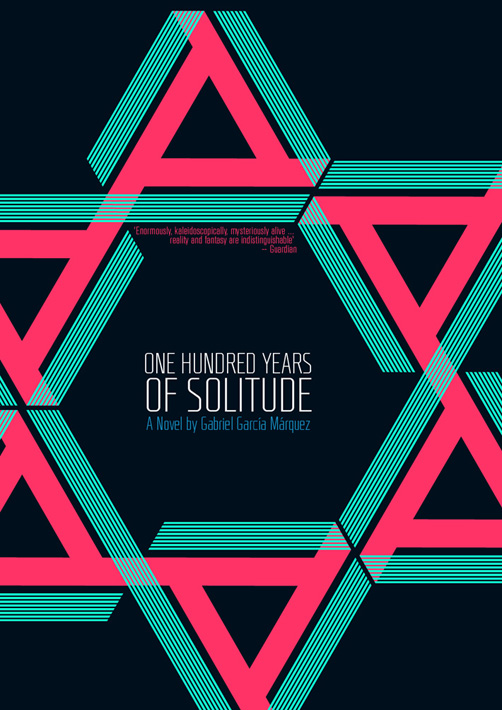 'Enormously, kaleidoscopically, mysteriously alive ...
reality and fantasy are indistinguishable'
– Guardian
ONE HUNDRED YEARS
OF SOLITUDE
A Novel by Gabriel García Márquez